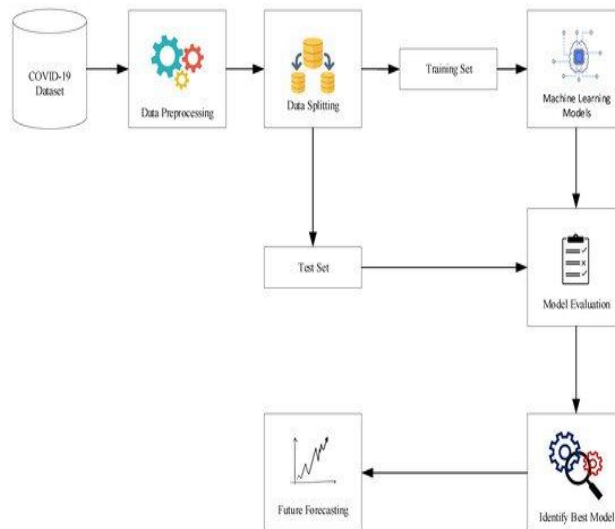 COVID-19
Dataset
Data Preprocessing
Data Splitting
Training Set
Machine Learning
Models
Test Set
Model Evaluation
Future Forecasting
Identify Best Model